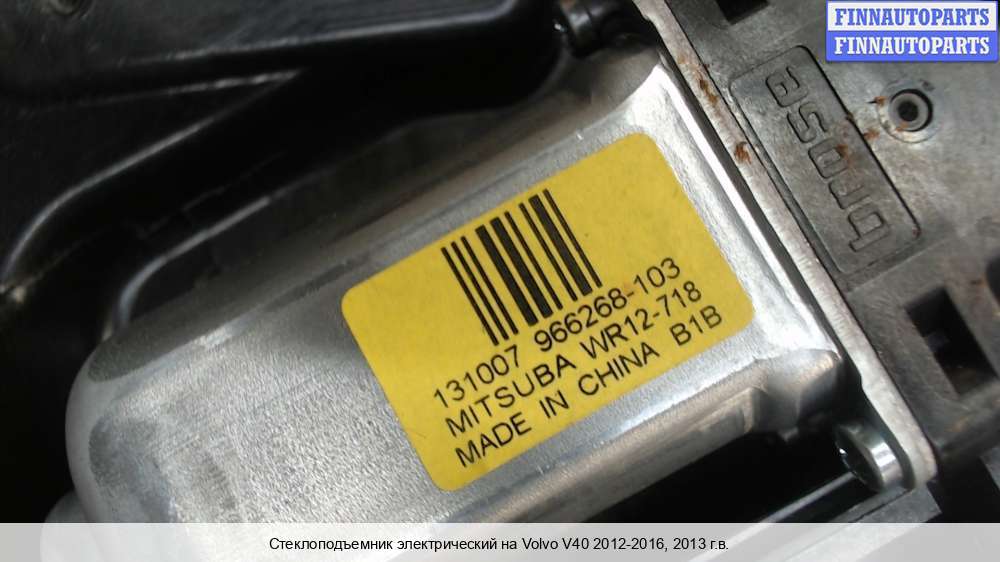 FINNAUTOPARTS
FINNAUTOPARTS
brose
131007 966268-103
MITSUBA WR12-718
MADE IN CHINA B1B
Стеклоподъемник электрический на Volvo V40 2012-2016, 2013 г.в.